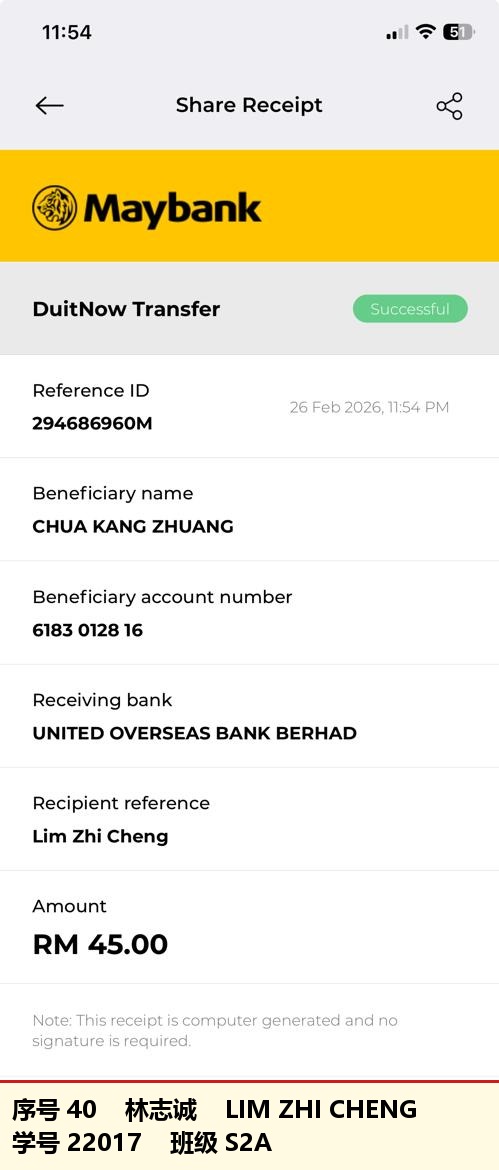 11:54
51
Share Receipt
Maybank
DuitNow Transfer
Successful
Reference ID
26 Feb 2026, 11:54 PM
294686960M
Beneficiary name
CHUA KANG ZHUANG
Beneficiary account number
6183 0128 16
Receiving bank
UNITED OVERSEAS BANK BERHAD
Recipient reference
Lim Zhi Cheng
Amount
RM 45.00
Note: This receipt is computer generated and no
signature is required.
序号 40 林志诚 LIM ZHI CHENG
学号 22017 班级 S2A